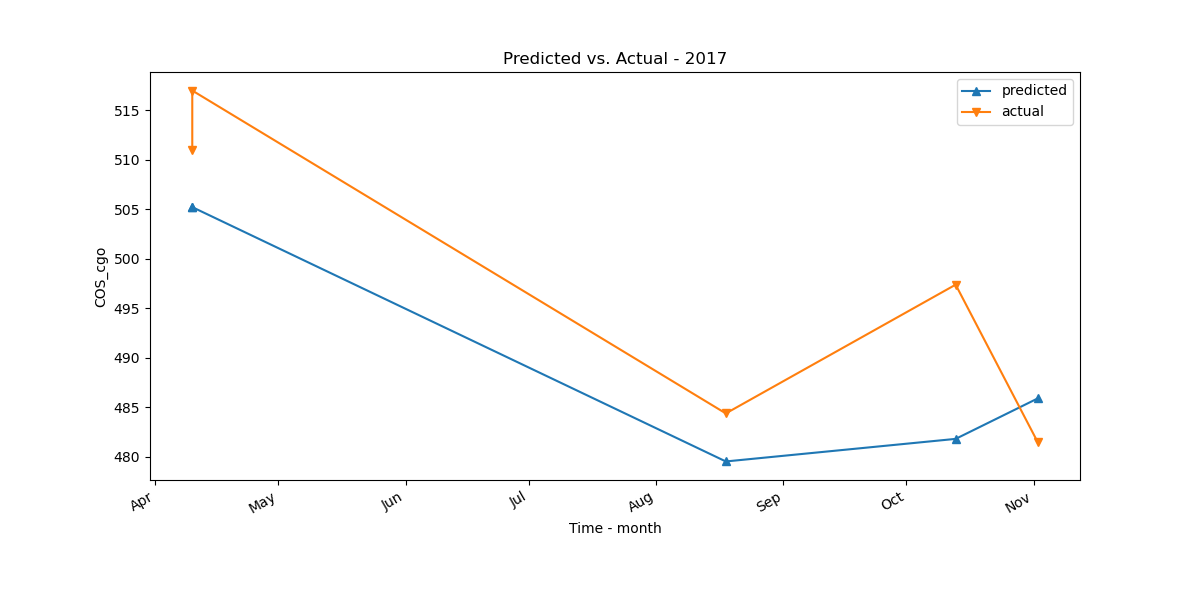 Predicted vs. Actual - 2017
predicted
actual
COS_cgo
515
510
505
500
495
490
485
480
Apr
May
Jun
Jul
Aug
Sep
Oct
Nov
Time - month